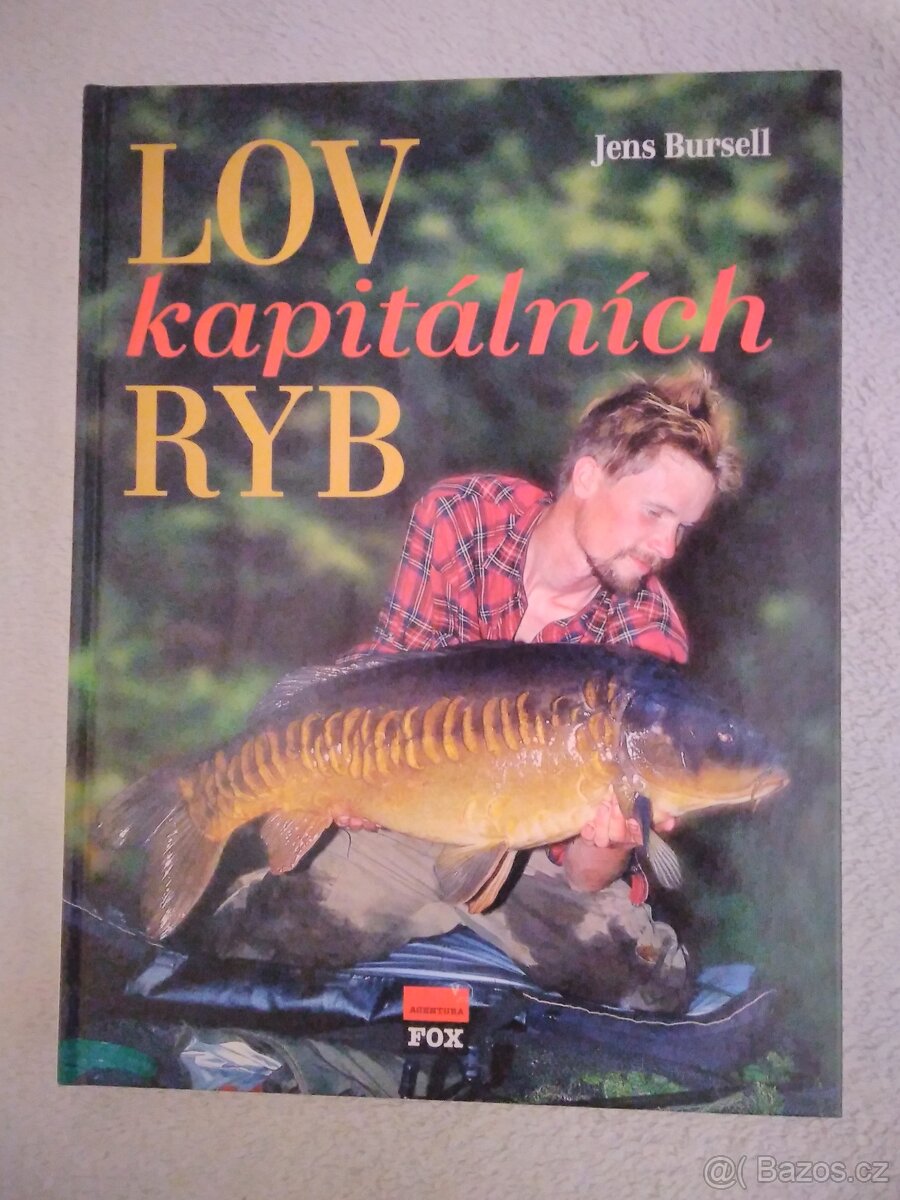 Jens Bursell
LOV
kapitálních
RYB
AGENTURA
FOX
@( Bazos.cz